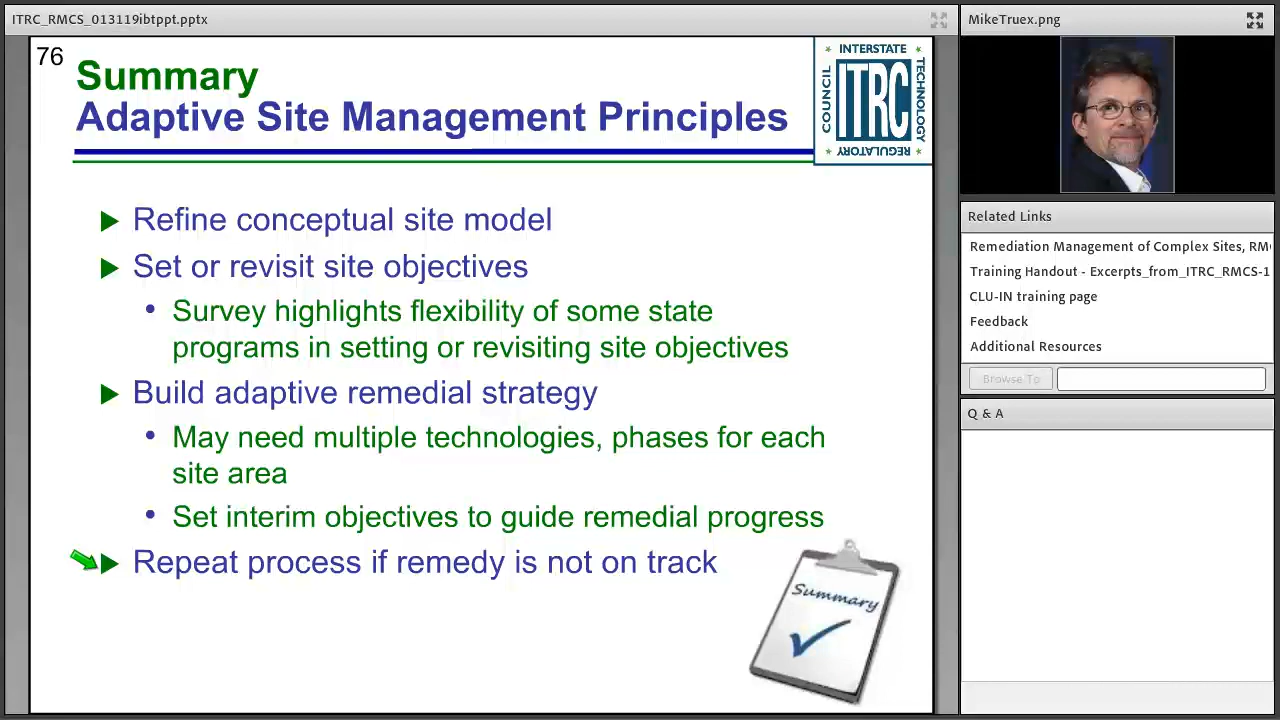 ITRC_RMCS_013119ibtppt.pptx
76
Summary
Adaptive Site Management Principles
INTERSTATE
TECHNOLOGY
REGULATORY
COUNCIL
ITRC
Refine conceptual site model
Set or revisit site objectives
Survey highlights flexibility of some state
programs in setting or revisiting site objectives
Build adaptive remedial strategy
May need multiple technologies, phases for each
site area
Set interim objectives to guide remedial progress
Repeat process if remedy is not on track
Summary
MikeTruex.png
Related Links
Remediation Management of Complex Sites, RM
Training Handout - Excerpts_from_ITRC_RMCS-1
CLU-IN training page
Feedback
Additional Resources
Browse To
Q & A